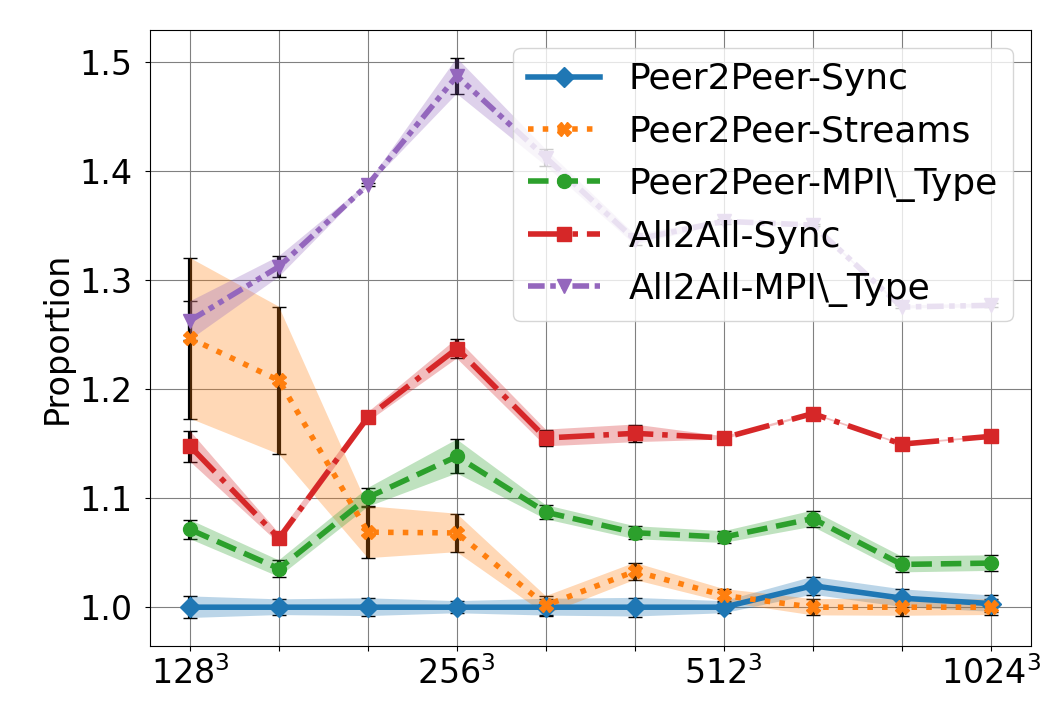 Proportion
1.5
1.4
1.3
1.2
1.1
1.0
128³
256³
512³
1024³
Peer2Peer-Sync
Peer2Peer-Streams
Peer2Peer-MPI\_Type
All2All-Sync
All2All-MPI\_Type